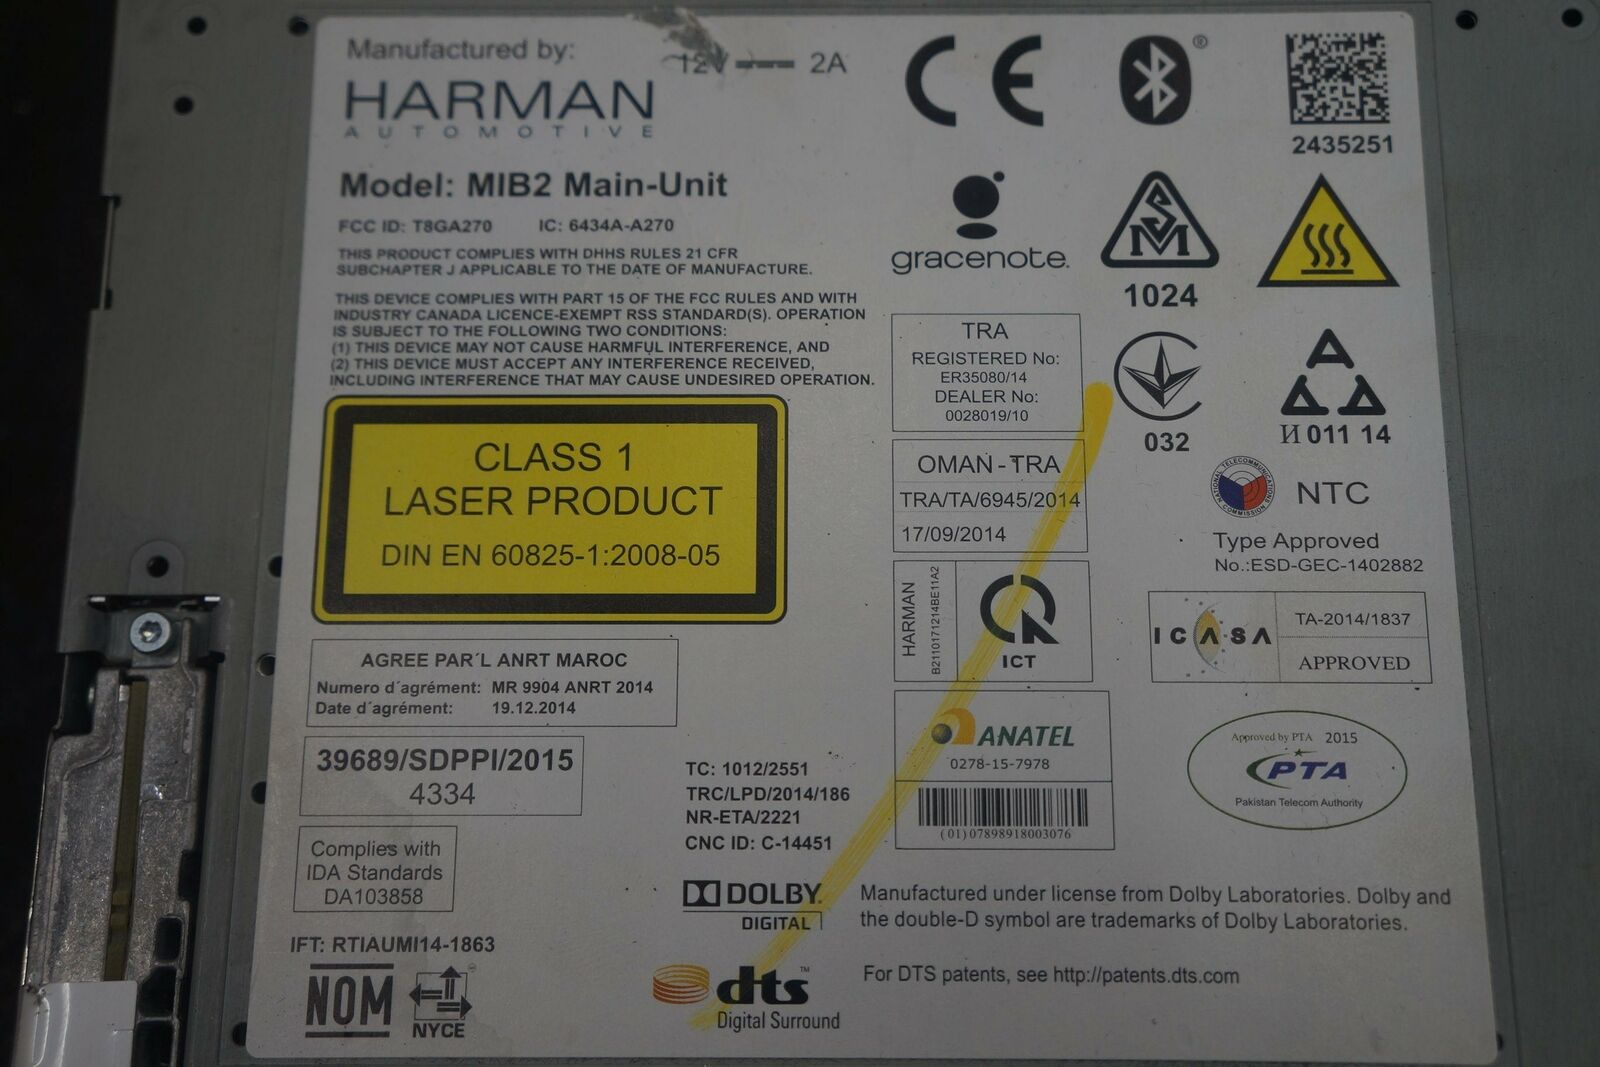 Manufactured by:
12V 2A
HARMAN
AUTOMOTIVE
Model: MIB2 Main-Unit
FCC ID: T8GA270 IC: 6434A-A270
THIS PRODUCT COMPLIES WITH DHHS RULES 21 CFR
SUBCHAPTER J APPLICABLE TO THE DATE OF MANUFACTURE.
THIS DEVICE COMPLIES WITH PART 15 OF THE FCC RULES AND WITH
INDUSTRY CANADA LICENCE-EXEMPT RSS STANDARD(S). OPERATION
IS SUBJECT TO THE FOLLOWING TWO CONDITIONS:
(1) THIS DEVICE MAY NOT CAUSE HARMFUL INTERFERENCE, AND
(2) THIS DEVICE MUST ACCEPT ANY INTERFERENCE RECEIVED,
INCLUDING INTERFERENCE THAT MAY CAUSE UNDESIRED OPERATION.
CLASS 1
LASER PRODUCT
DIN EN 60825-1:2008-05
AGREE PAR´L ANRT MAROC
Numero d´agrément: MR 9904 ANRT 2014
Date d´agrément: 19.12.2014
39689/SDPPI/2015
4334
Complies with
IDA Standards
DA103858
IFT: RTIAUMI14-1863
NOM
NYCE
TC: 1012/2551
TRC/LPD/2014/186
NR-ETA/2221
CNC ID: C-14451
DOLBY
DIGITAL
Manufactured under license from Dolby Laboratories. Dolby and
the double-D symbol are trademarks of Dolby Laboratories.
dts™
Digital Surround
For DTS patents, see http://patents.dts.com
CE
®
2435251
gracenote.
SM
1024
TRA
REGISTERED No:
ER35080/14
DEALER No:
0028019/10
032
И 011 14
OMAN - TRA
TRA/TA/6945/2014
17/09/2014
NATIONAL TELECOMMUNICATIONS COMMISSION
NTC
Type Approved
No.:ESD-GEC-1402882
HARMAN
B2110171214BE11A2
ICT
ICASA
TA-2014/1837
APPROVED
ANATEL
0278-15-7978
(01)07898918003076
Approved by PTA 2015
PTA
Pakistan Telecom Authority